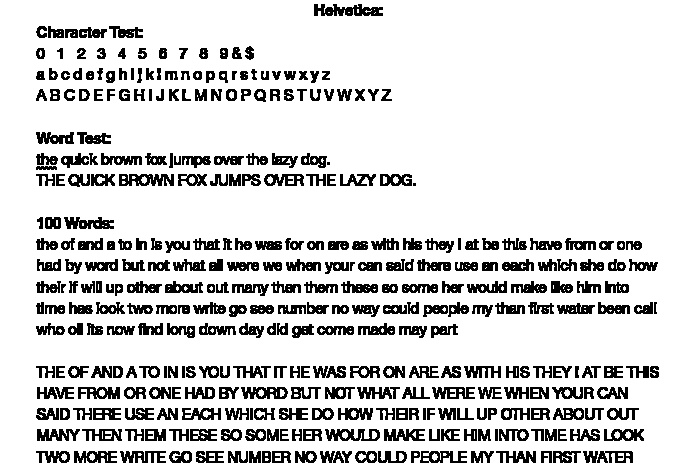 Helvetica:
Character Test:
0 1 2 3 4 5 6 7 8 9&$
a b c d e f g h i j k l m n o p q r s t u v w x y z
A B C D E F G H I J K L M N O P Q R S T U V W X Y Z
Word Test:
the quick brown fox jumps over the lazy dog.
THE QUICK BROWN FOX JUMPS OVER THE LAZY DOG.
100 Words:
the of and a to in is you that it he was for on are as with his they I at be this have from or one
had by word but not what all were we when your can said there use an each which she do how
their if will up other about out many then them these so some her would make like him into
time has look two more write go see number no way could people my than first water been call
who oil its now find long down day did get come made may part
THE OF AND A TO IN IS YOU THAT IT HE WAS FOR ON ARE AS WITH HIS THEY I AT BE THIS
HAVE FROM OR ONE HAD BY WORD BUT NOT WHAT ALL WERE WE WHEN YOUR CAN
SAID THERE USE AN EACH WHICH SHE DO HOW THEIR IF WILL UP OTHER ABOUT OUT
MANY THEN THEM THESE SO SOME HER WOULD MAKE LIKE HIM INTO TIME HAS LOOK
TWO MORE WRITE GO SEE NUMBER NO WAY COULD PEOPLE MY THAN FIRST WATER